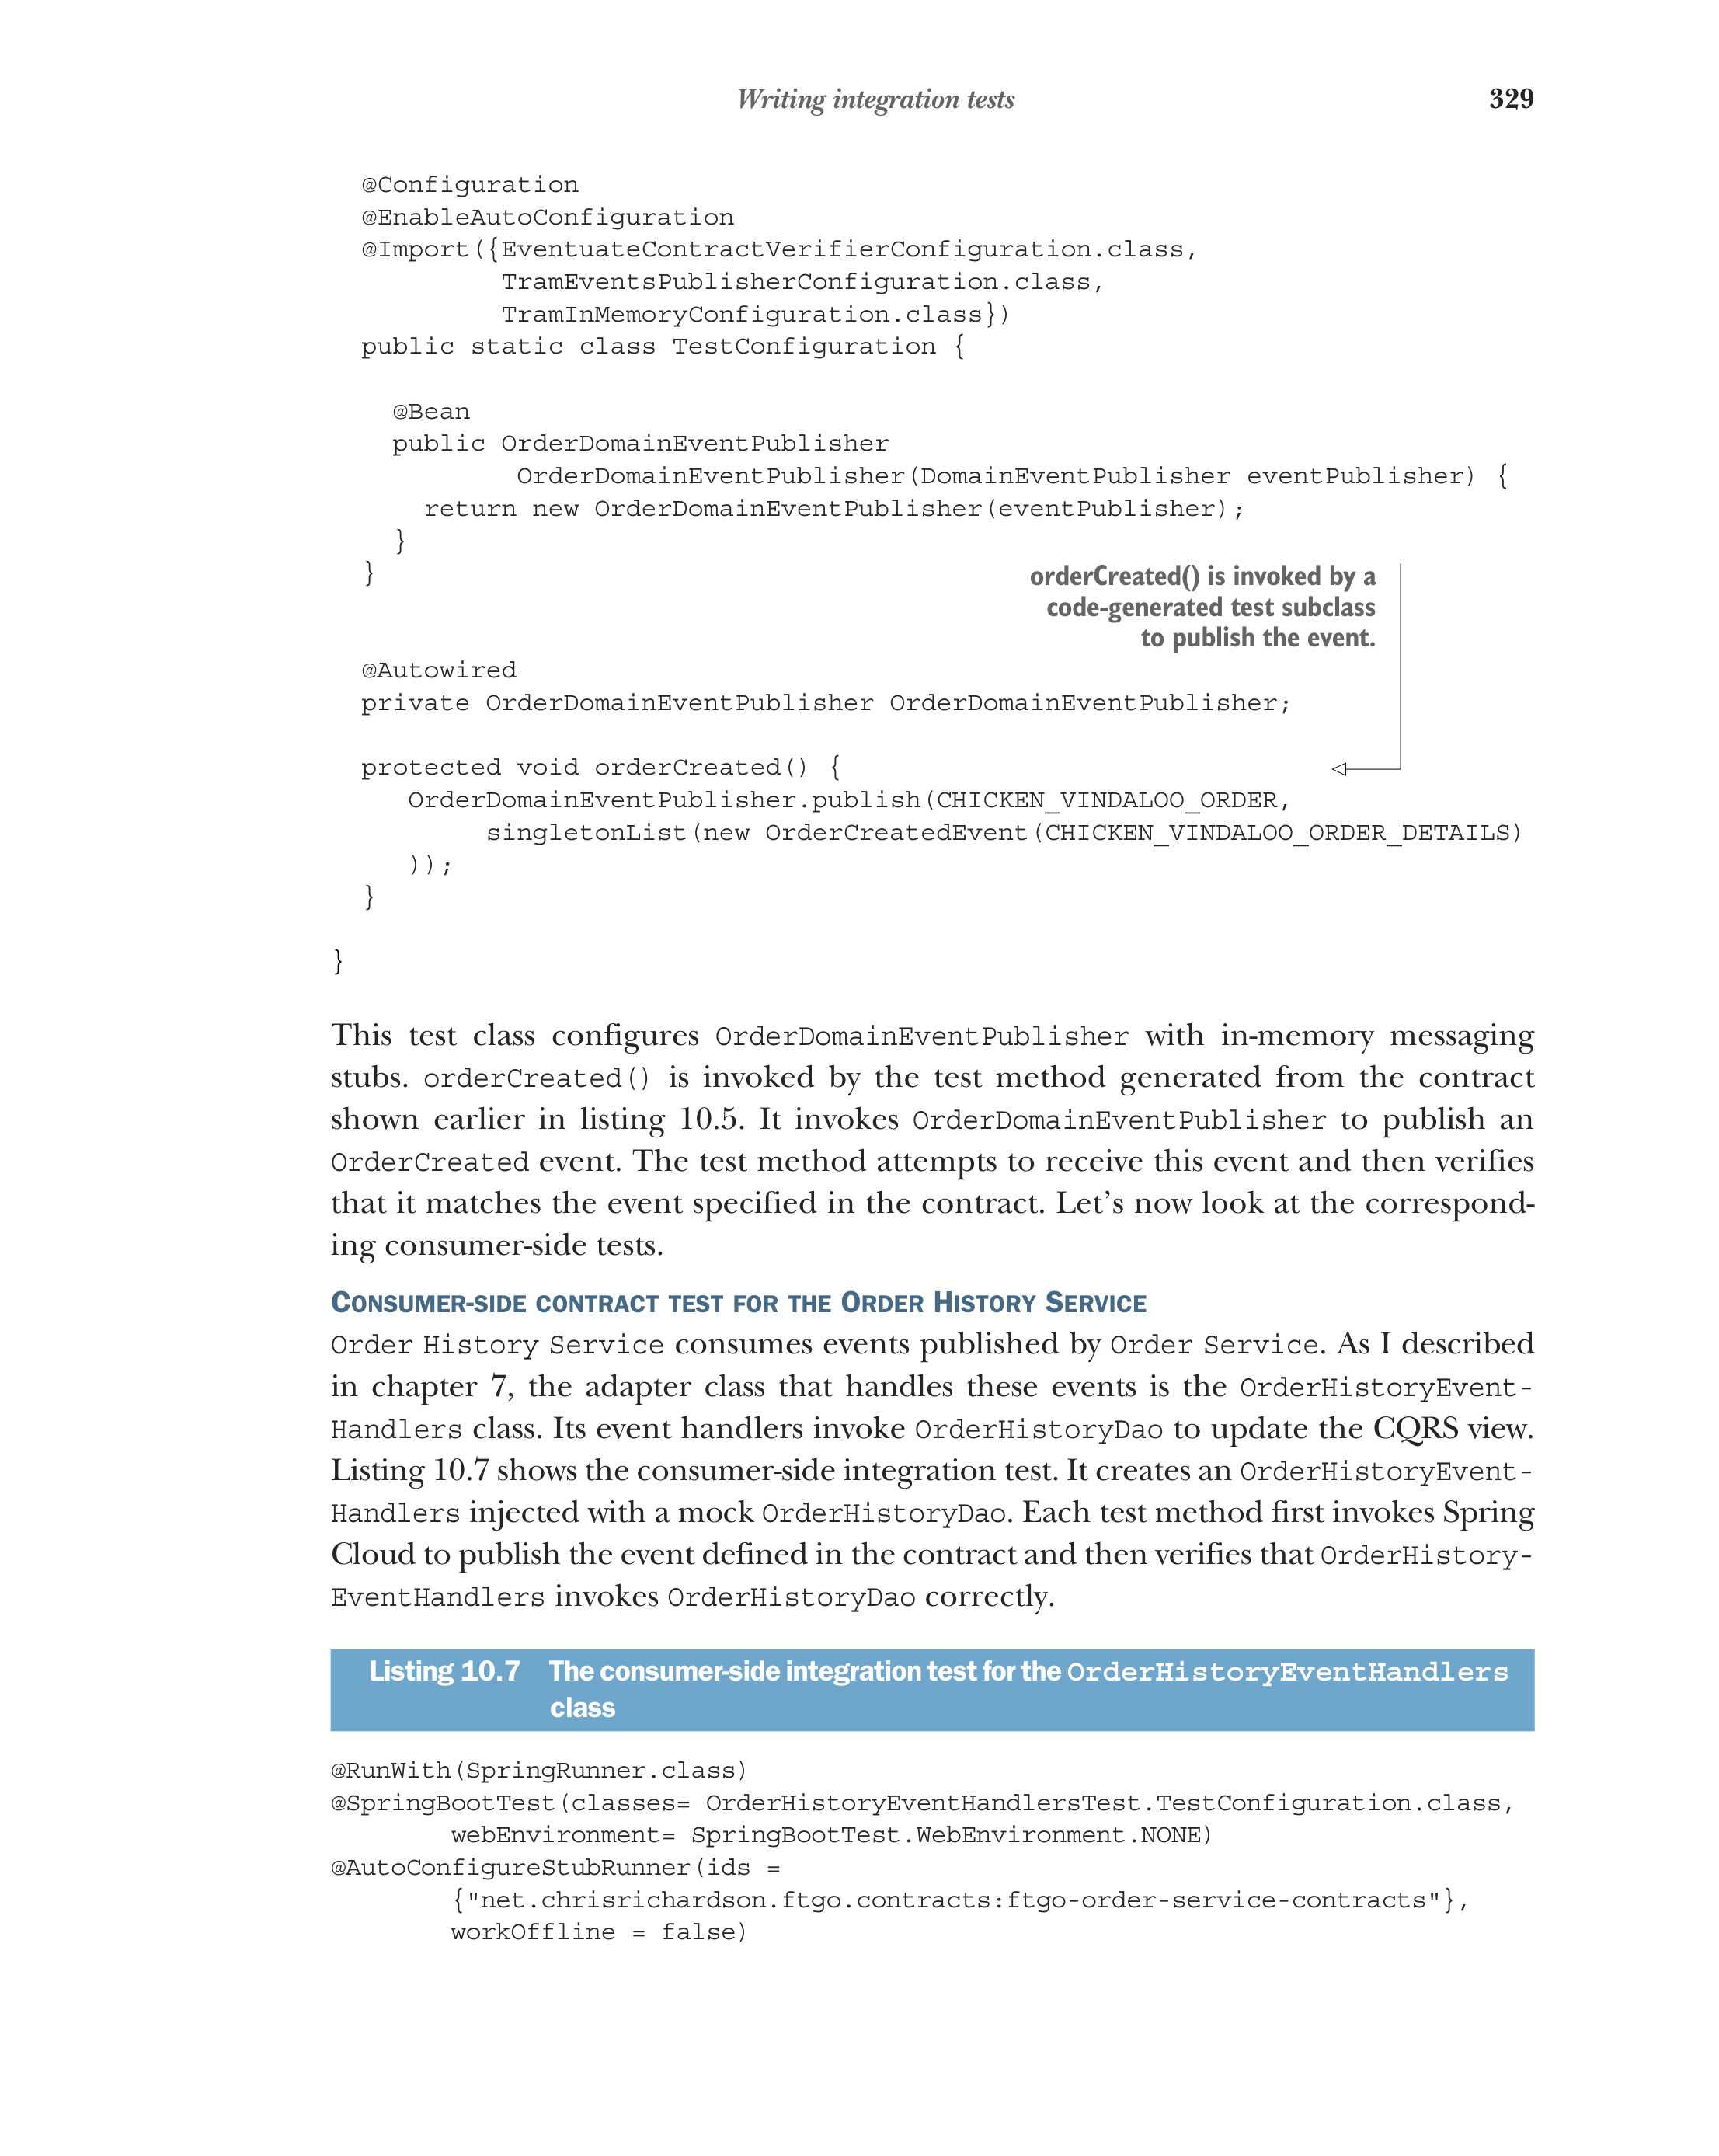 Writing integration tests 329
@Configuration
@EnableAutoConfiguration
@Import({EventuateContractVerifierConfiguration.class,
         TramEventsPublisherConfiguration.class,
         TramInMemoryConfiguration.class})
public static class TestConfiguration {
  @Bean
  public OrderDomainEventPublisher
          OrderDomainEventPublisher(DomainEventPublisher eventPublisher) {
    return new OrderDomainEventPublisher(eventPublisher);
  }
}
orderCreated() is invoked by a
code-generated test subclass
to publish the event.
@Autowired
private OrderDomainEventPublisher OrderDomainEventPublisher;
protected void orderCreated() {
   OrderDomainEventPublisher.publish(CHICKEN_VINDALOO_ORDER,
        singletonList(new OrderCreatedEvent(CHICKEN_VINDALOO_ORDER_DETAILS)
   ));
}
}
This test class configures OrderDomainEventPublisher with in-memory messaging
stubs. orderCreated() is invoked by the test method generated from the contract
shown earlier in listing 10.5. It invokes OrderDomainEventPublisher to publish an
OrderCreated event. The test method attempts to receive this event and then verifies
that it matches the event specified in the contract. Let's now look at the correspond-
ing consumer-side tests.
CONSUMER-SIDE CONTRACT TEST FOR THE ORDER HISTORY SERVICE
Order History Service consumes events published by Order Service. As I described
in chapter 7, the adapter class that handles these events is the OrderHistoryEvent-
Handlers class. Its event handlers invoke OrderHistoryDao to update the CQRS view.
Listing 10.7 shows the consumer-side integration test. It creates an OrderHistoryEvent-
Handlers injected with a mock OrderHistoryDao. Each test method first invokes Spring
Cloud to publish the event defined in the contract and then verifies that OrderHistory-
EventHandlers invokes OrderHistoryDao correctly.
Listing 10.7 The consumer-side integration test for the OrderHistoryEventHandlers
class
@RunWith(SpringRunner.class)
@SpringBootTest(classes= OrderHistoryEventHandlersTest.TestConfiguration.class,
        webEnvironment= SpringBootTest.WebEnvironment.NONE)
@AutoConfigureStubRunner(ids =
        {"net.chrisrichardson.ftgo.contracts:ftgo-order-service-contracts"},
        workOffline = false)